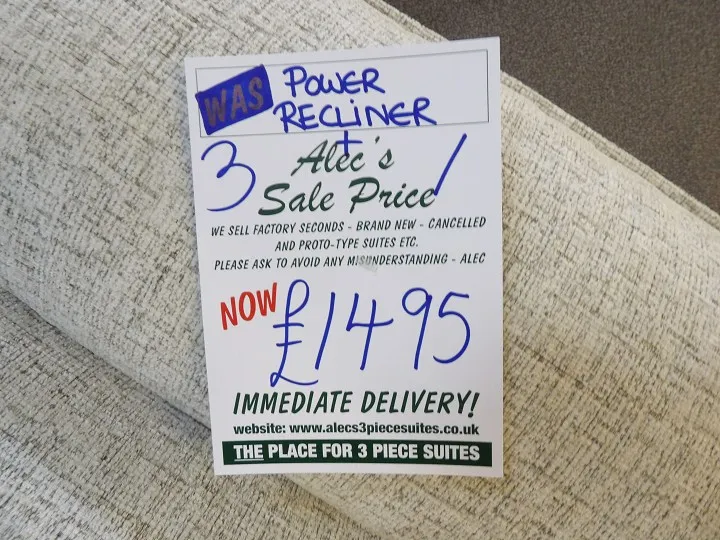 WAS POWER
RECLINER
3 + 1
Alec's
Sale Price
WE SELL FACTORY SECONDS - BRAND NEW - CANCELLED
AND PROTO-TYPE SUITES ETC.
PLEASE ASK TO AVOID ANY MISUNDERSTANDING - ALEC
NOW £1495
IMMEDIATE DELIVERY!
website: www.alecs3piecesuites.co.uk
THE PLACE FOR 3 PIECE SUITES